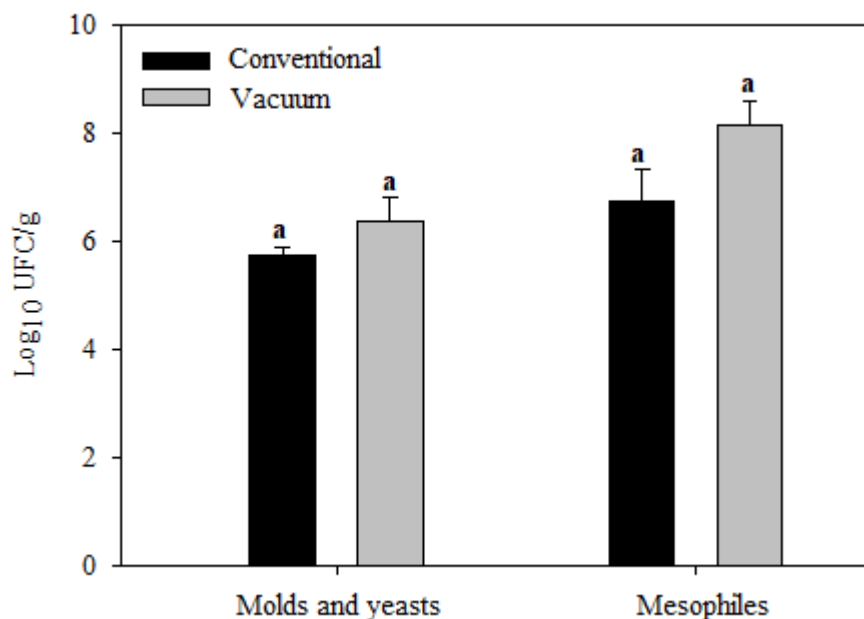 10
8
6
4
2
0
Log10 UFC/g
Conventional
Vacuum
a
a
a
a
Molds and yeasts
Mesophiles